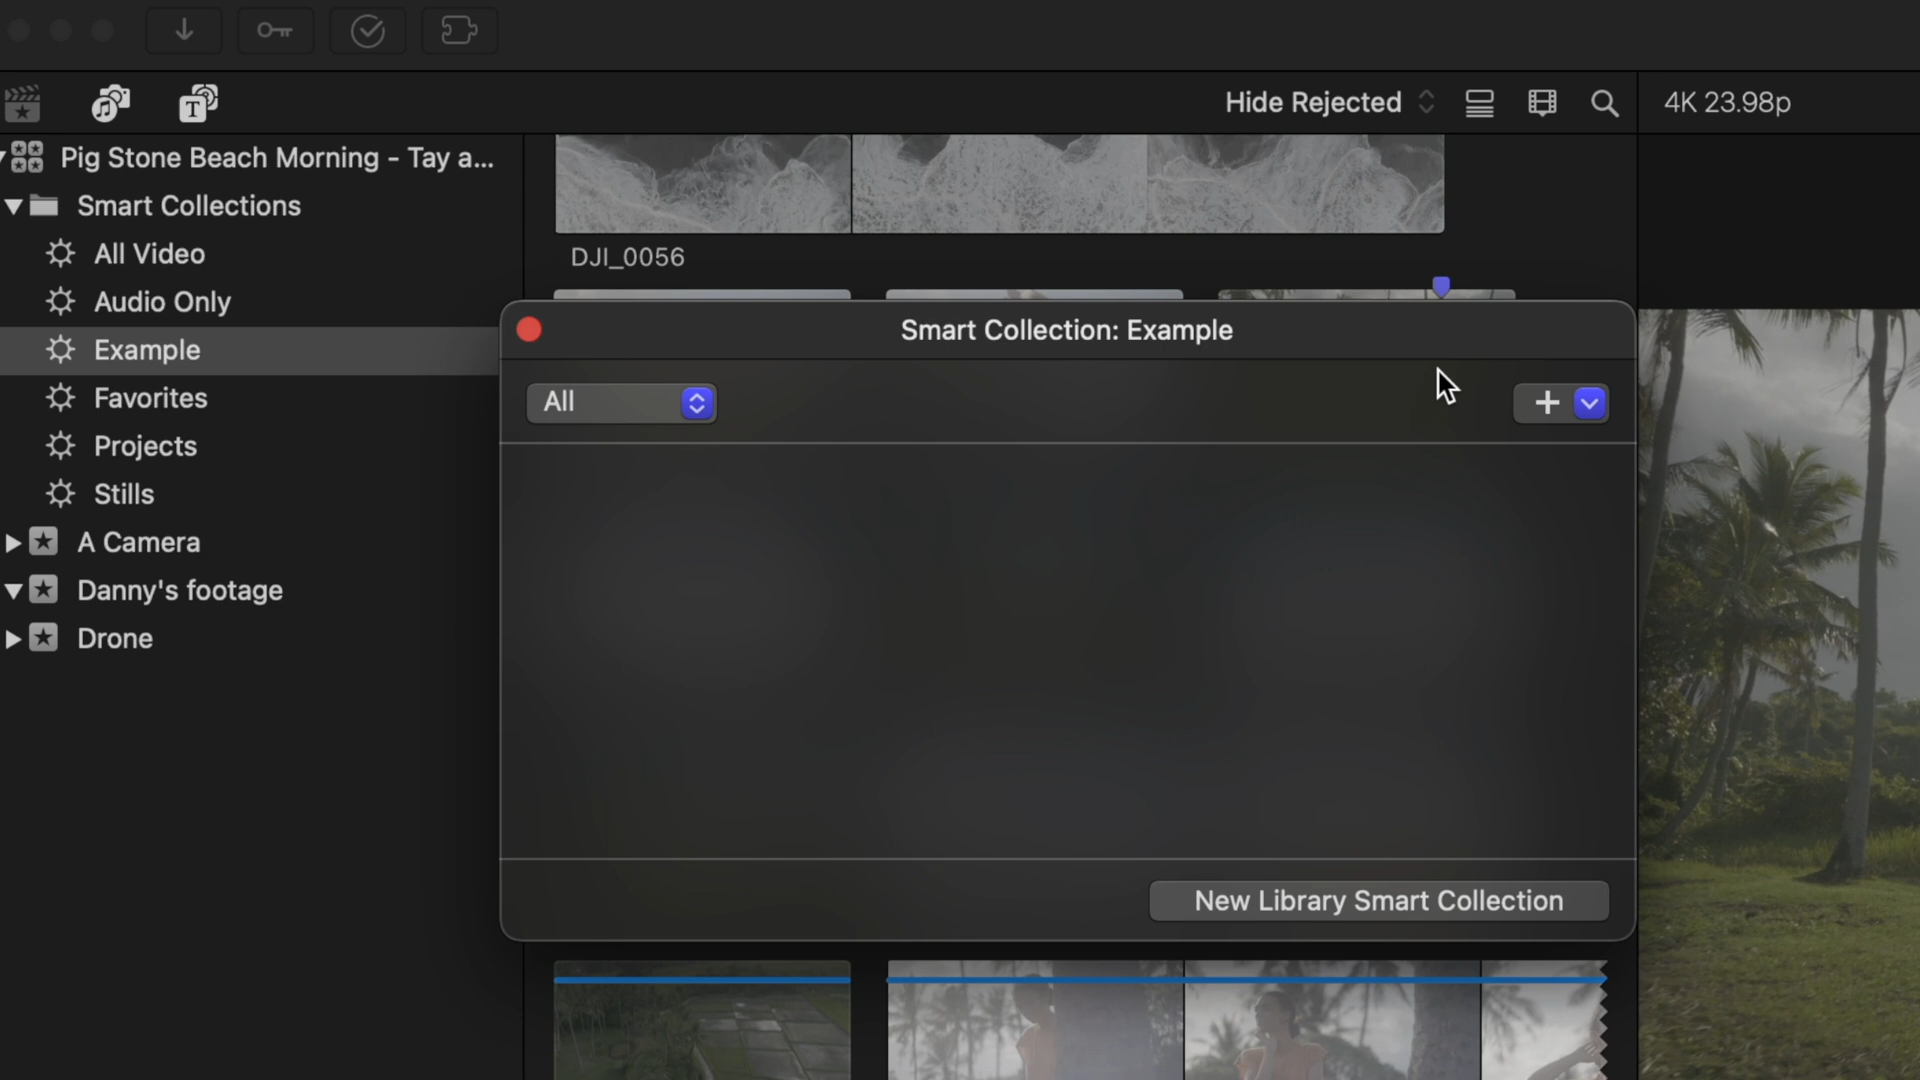 Hide Rejected
4K 23.98p
Pig Stone Beach Morning - Tay a...
Smart Collections
All Video
Audio Only
Example
Favorites
Projects
Stills
A Camera
Danny's footage
Drone
DJI_0056
Smart Collection: Example
All
New Library Smart Collection